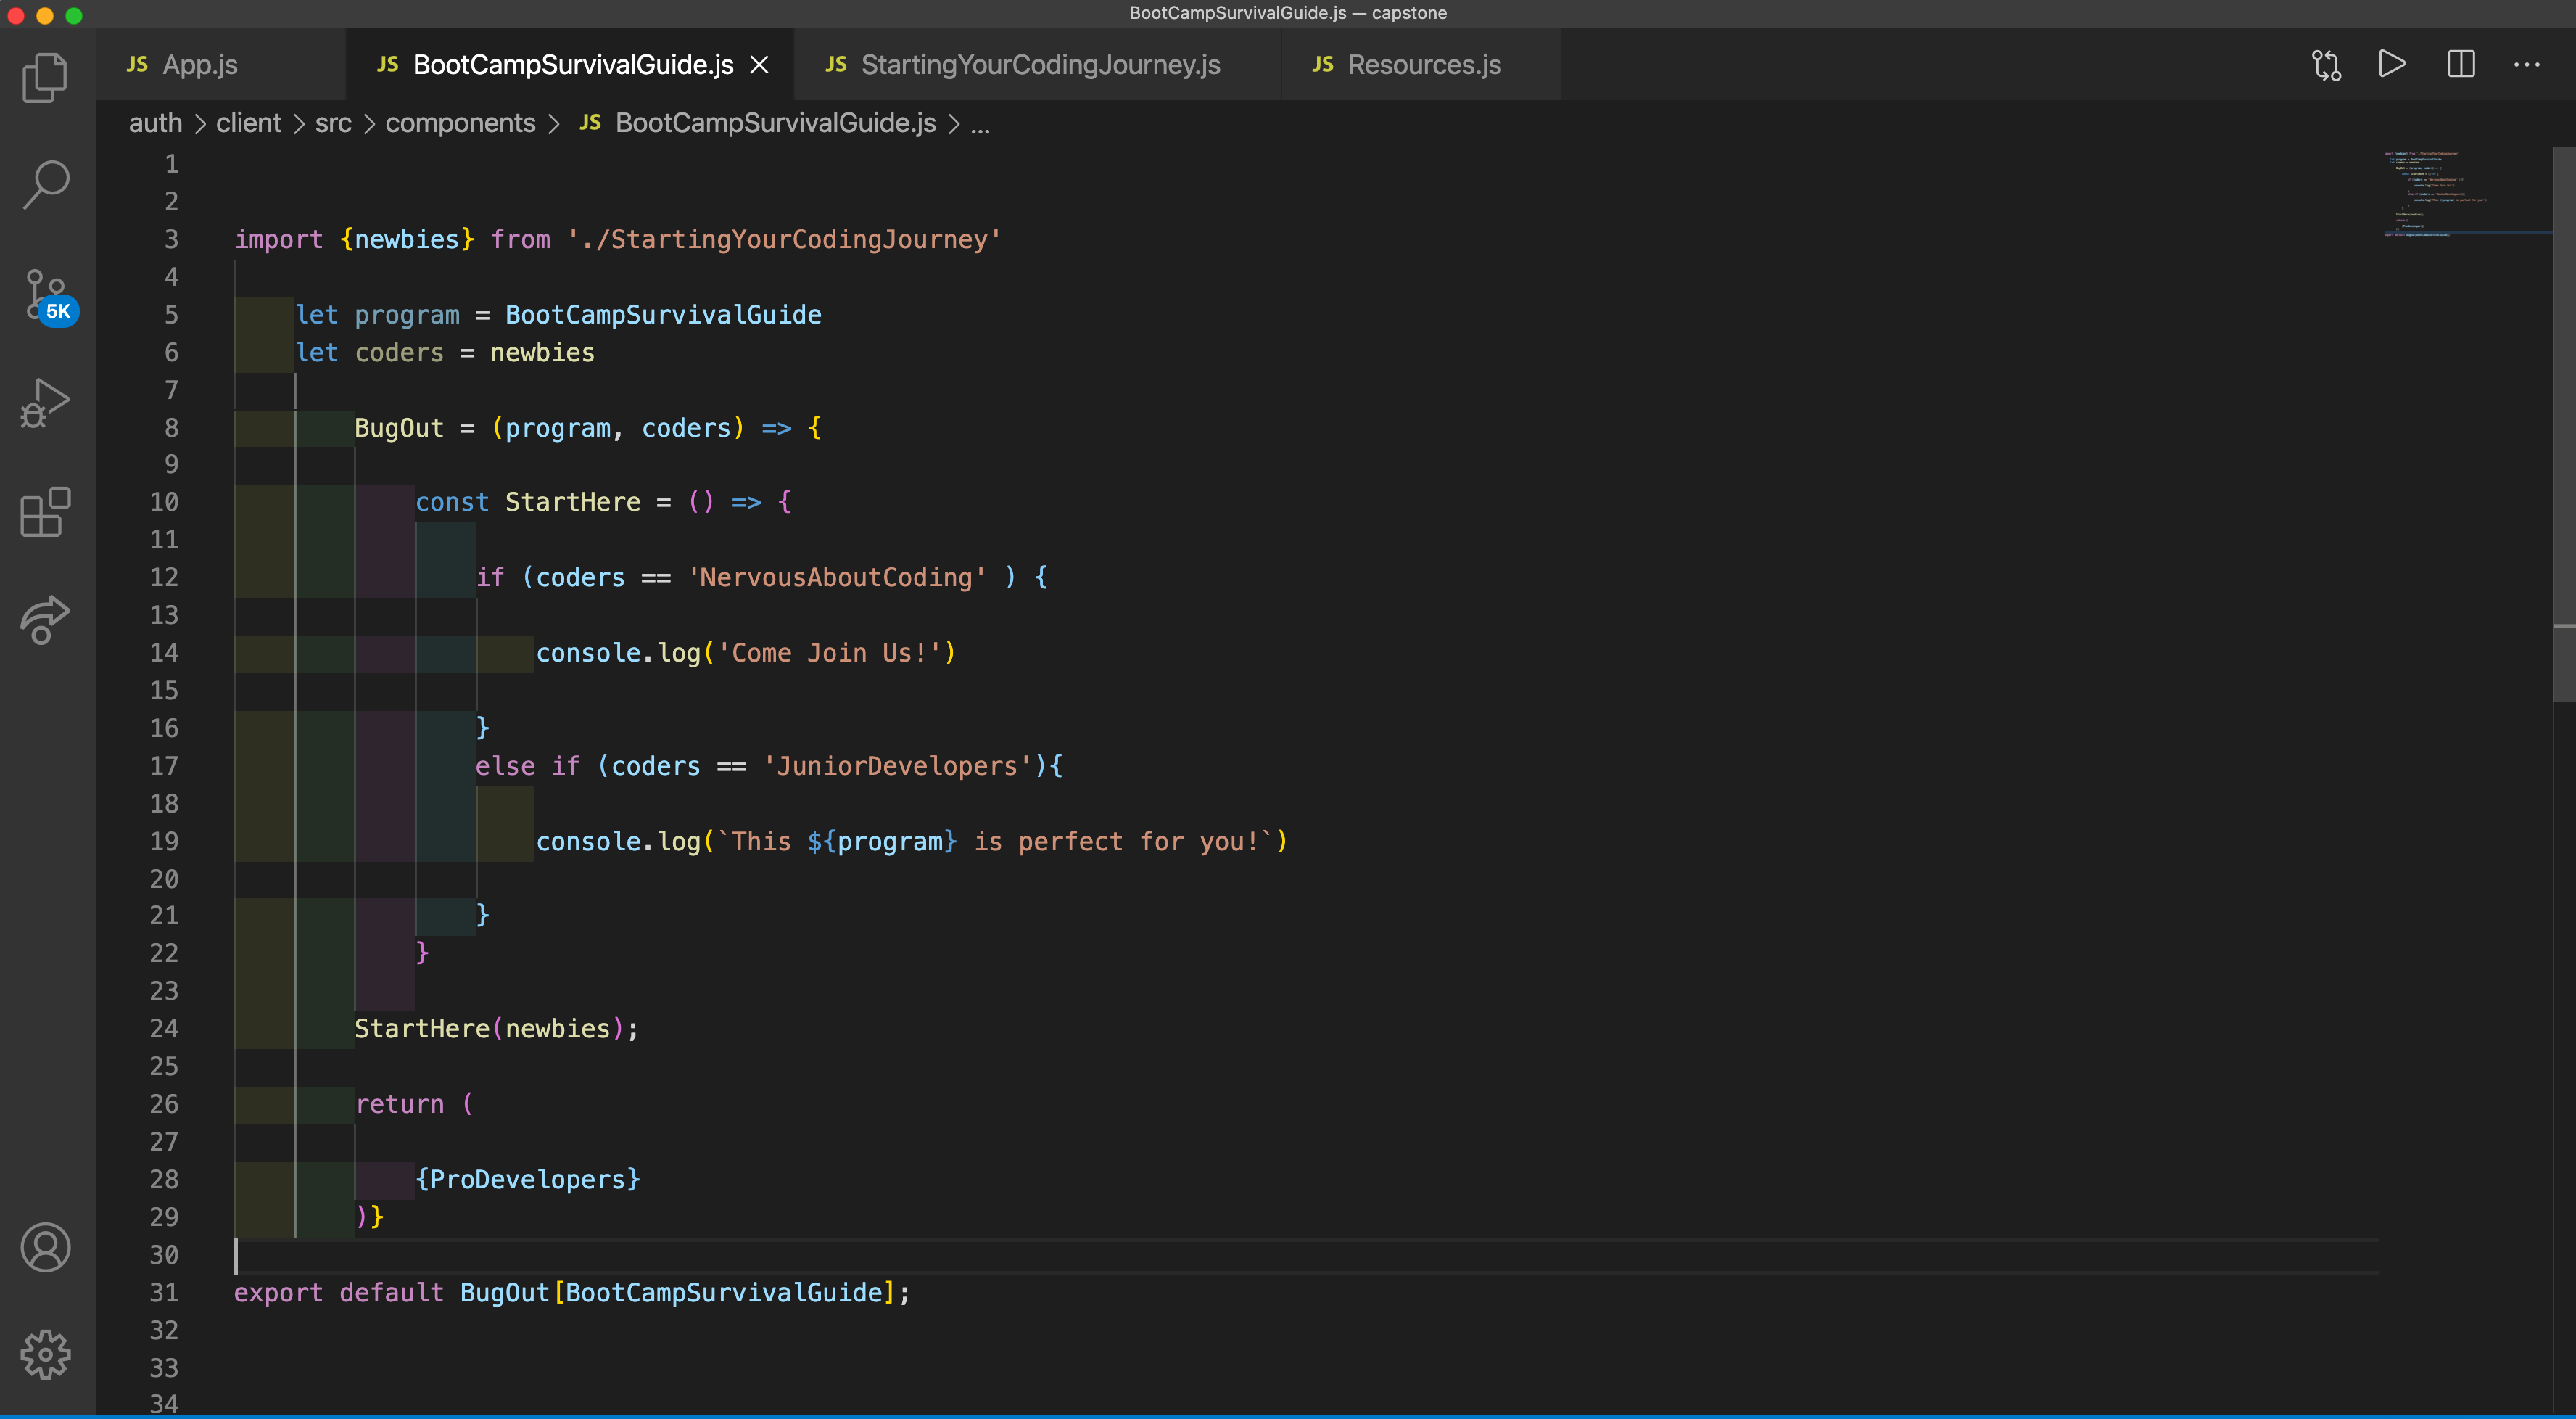 BootCampSurvivalGuide.js — capstone
JS App.js JS BootCampSurvivalGuide.js JS StartingYourCodingJourney.js JS Resources.js
auth > client > src > components > JS BootCampSurvivalGuide.js > ...
5K
1
2
3 import {newbies} from './StartingYourCodingJourney'
4
5 let program = BootCampSurvivalGuide
6 let coders = newbies
7
8 BugOut = (program, coders) => {
9
10 const StartHere = () => {
11
12 if (coders == 'NervousAboutCoding' ) {
13
14 console.log('Come Join Us!')
15
16 }
17 else if (coders == 'JuniorDevelopers'){
18
19 console.log(`This ${program} is perfect for you!`)
20
21 }
22 }
23
24 StartHere(newbies);
25
26 return (
27
28 {ProDevelopers}
29 )}
30
31 export default BugOut[BootCampSurvivalGuide];
32
33
34